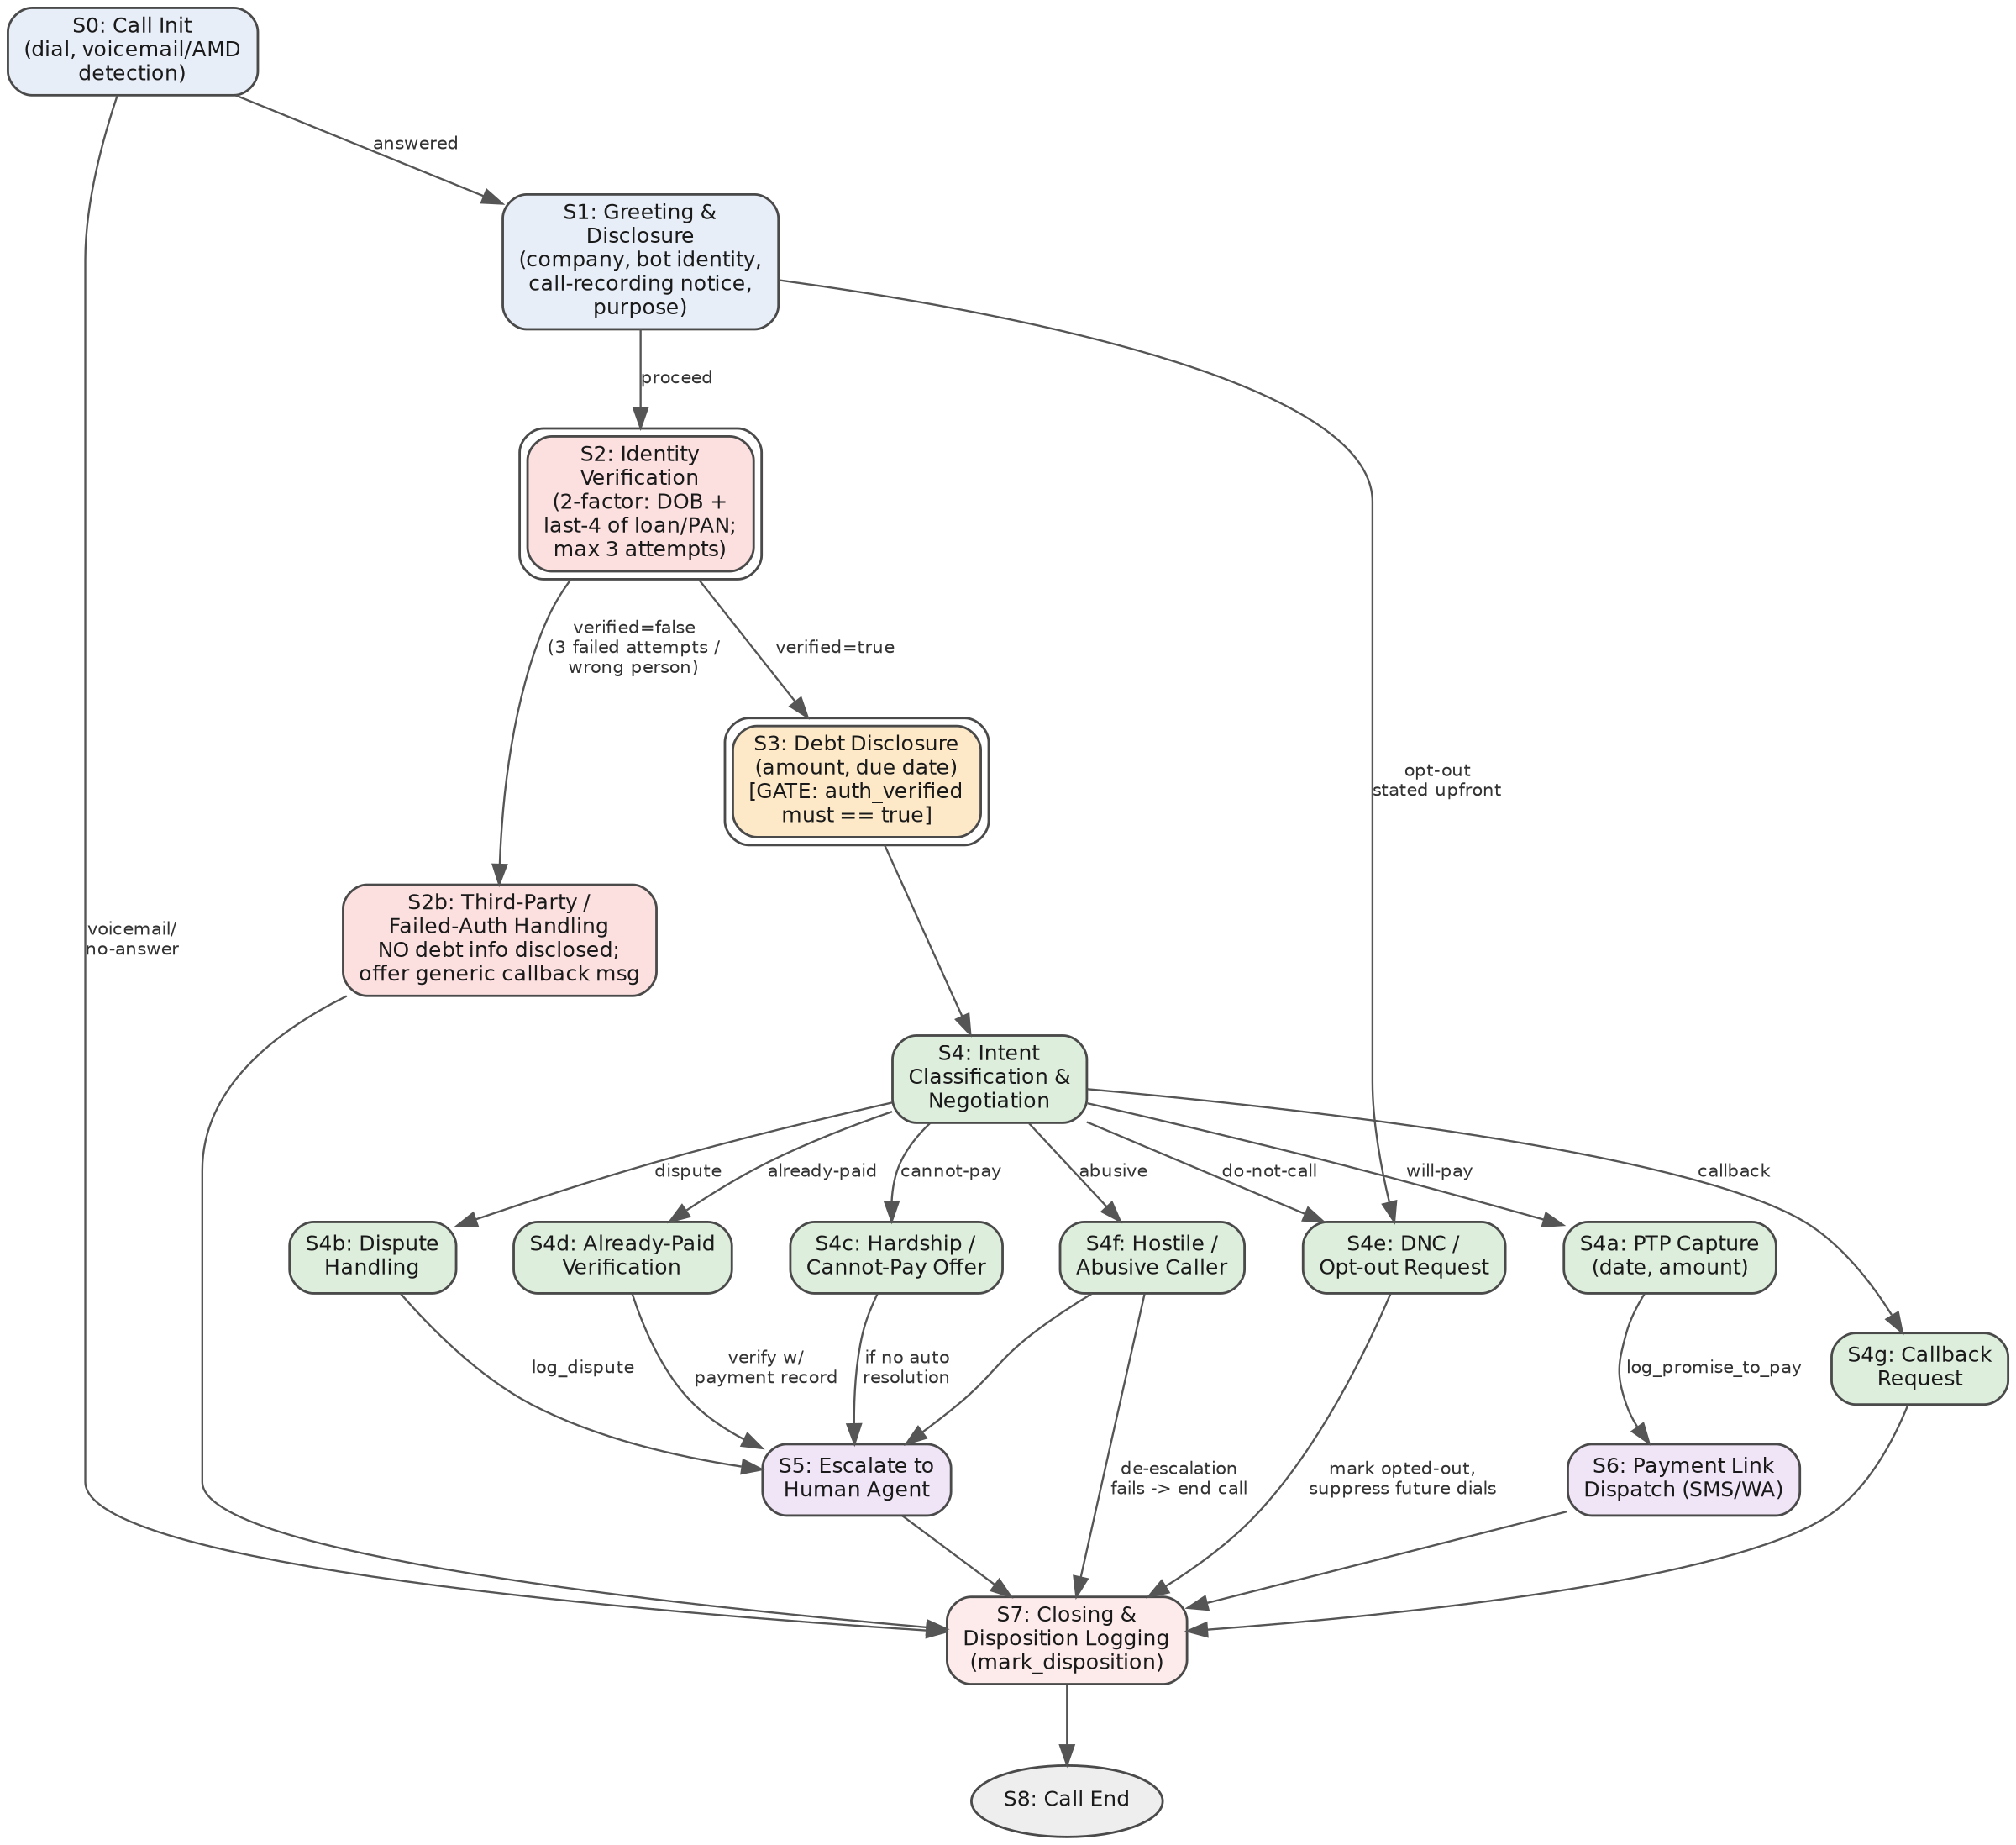 S0: Call Init
(dial, voicemail/AMD
detection)
answered
S1: Greeting &
Disclosure
(company, bot identity,
call-recording notice,
purpose)
proceed
S2: Identity
Verification
(2-factor: DOB +
last-4 of loan/PAN;
max 3 attempts)
verified=false
(3 failed attempts /
wrong person)
verified=true
S3: Debt Disclosure
(amount, due date)
[GATE: auth_verified
must == true]
opt-out
stated upfront
S2b: Third-Party /
Failed-Auth Handling
NO debt info disclosed;
offer generic callback msg
voicemail/
no-answer
S4: Intent
Classification &
Negotiation
dispute
already-paid
cannot-pay
abusive
do-not-call
will-pay
callback
S4b: Dispute
Handling
S4d: Already-Paid
Verification
S4c: Hardship /
Cannot-Pay Offer
S4f: Hostile /
Abusive Caller
S4e: DNC /
Opt-out Request
S4a: PTP Capture
(date, amount)
S4g: Callback
Request
log_dispute
verify w/
payment record
if no auto
resolution
log_promise_to_pay
S5: Escalate to
Human Agent
de-escalation
fails -> end call
mark opted-out,
suppress future dials
S6: Payment Link
Dispatch (SMS/WA)
S7: Closing &
Disposition Logging
(mark_disposition)
S8: Call End